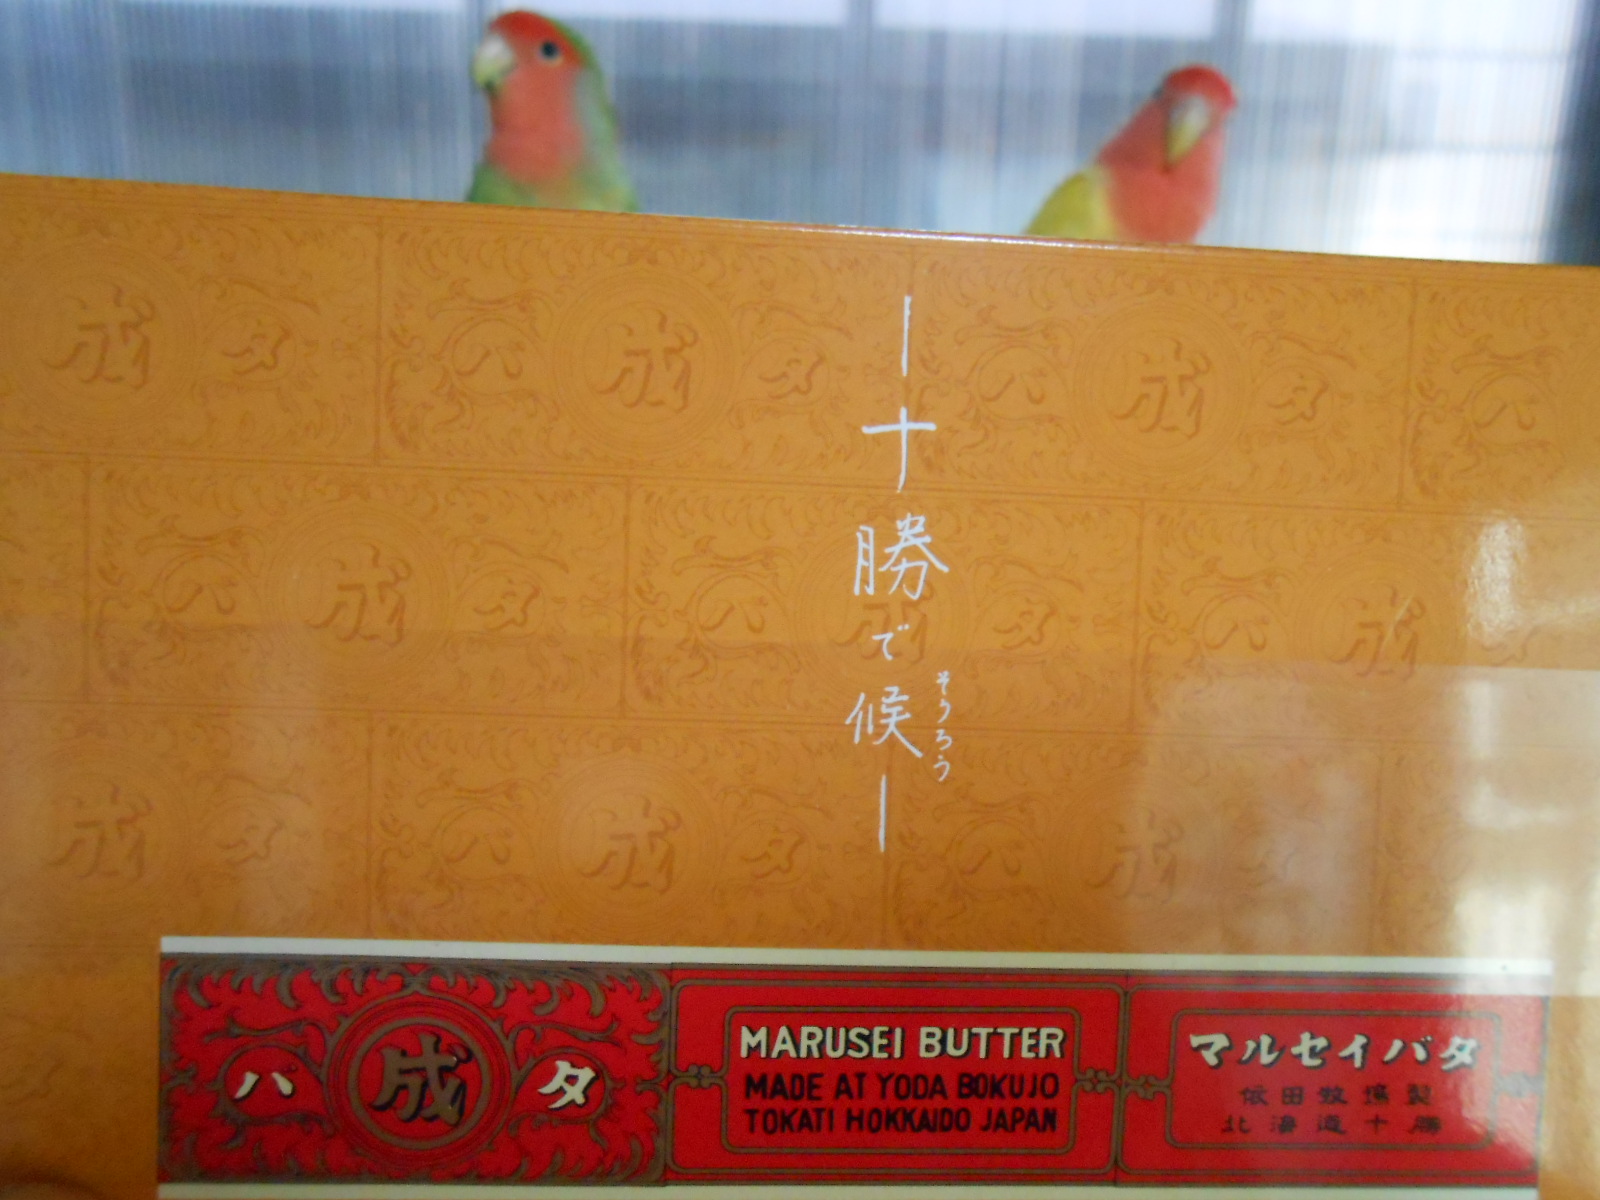 十勝で候
そうろう
バ成タ
MARUSEI BUTTER
MADE AT YODA BOKUJO
TOKATI HOKKAIDO JAPAN
マルセイバタ
依田牧場製
北海道十勝